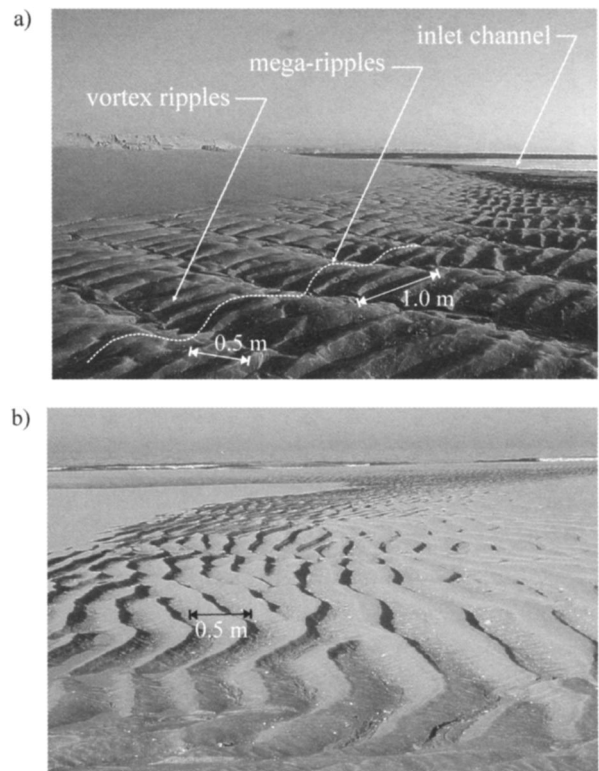 a)
inlet channel
mega-ripples
vortex ripples
1.0 m
0.5 m
b)
0.5 m